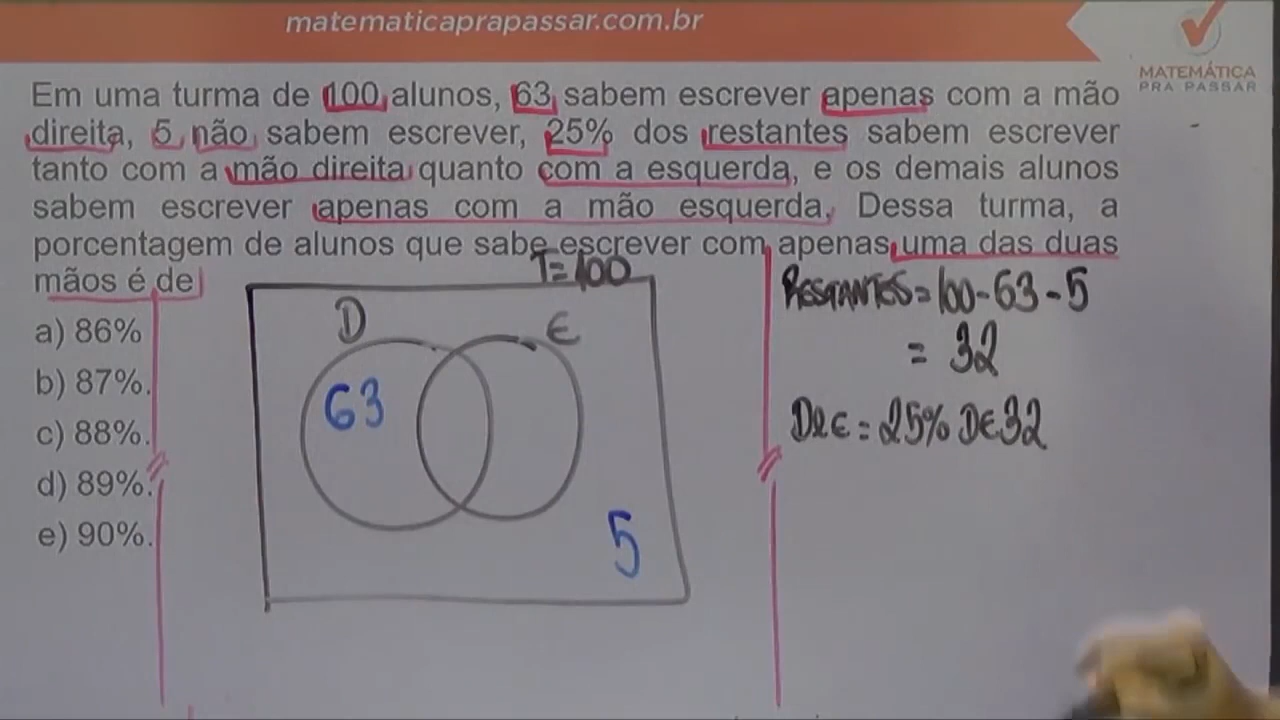 matematicaprapassar.com.br
MATEMÁTICA
PRA PASSAR
Em uma turma de 100 alunos, 63 sabem escrever apenas com a mão
direita, 5 não sabem escrever, 25% dos restantes sabem escrever
tanto com a mão direita quanto com a esquerda, e os demais alunos
sabem escrever apenas com a mão esquerda. Dessa turma, a
porcentagem de alunos que sabe escrever com apenas uma das duas
mãos é de
a) 86%
b) 87%.
c) 88%.
d) 89%.
e) 90%.
T=100
D E
63
5
RESTANTES = 100-63-5
= 32
D e E = 25% DE 32